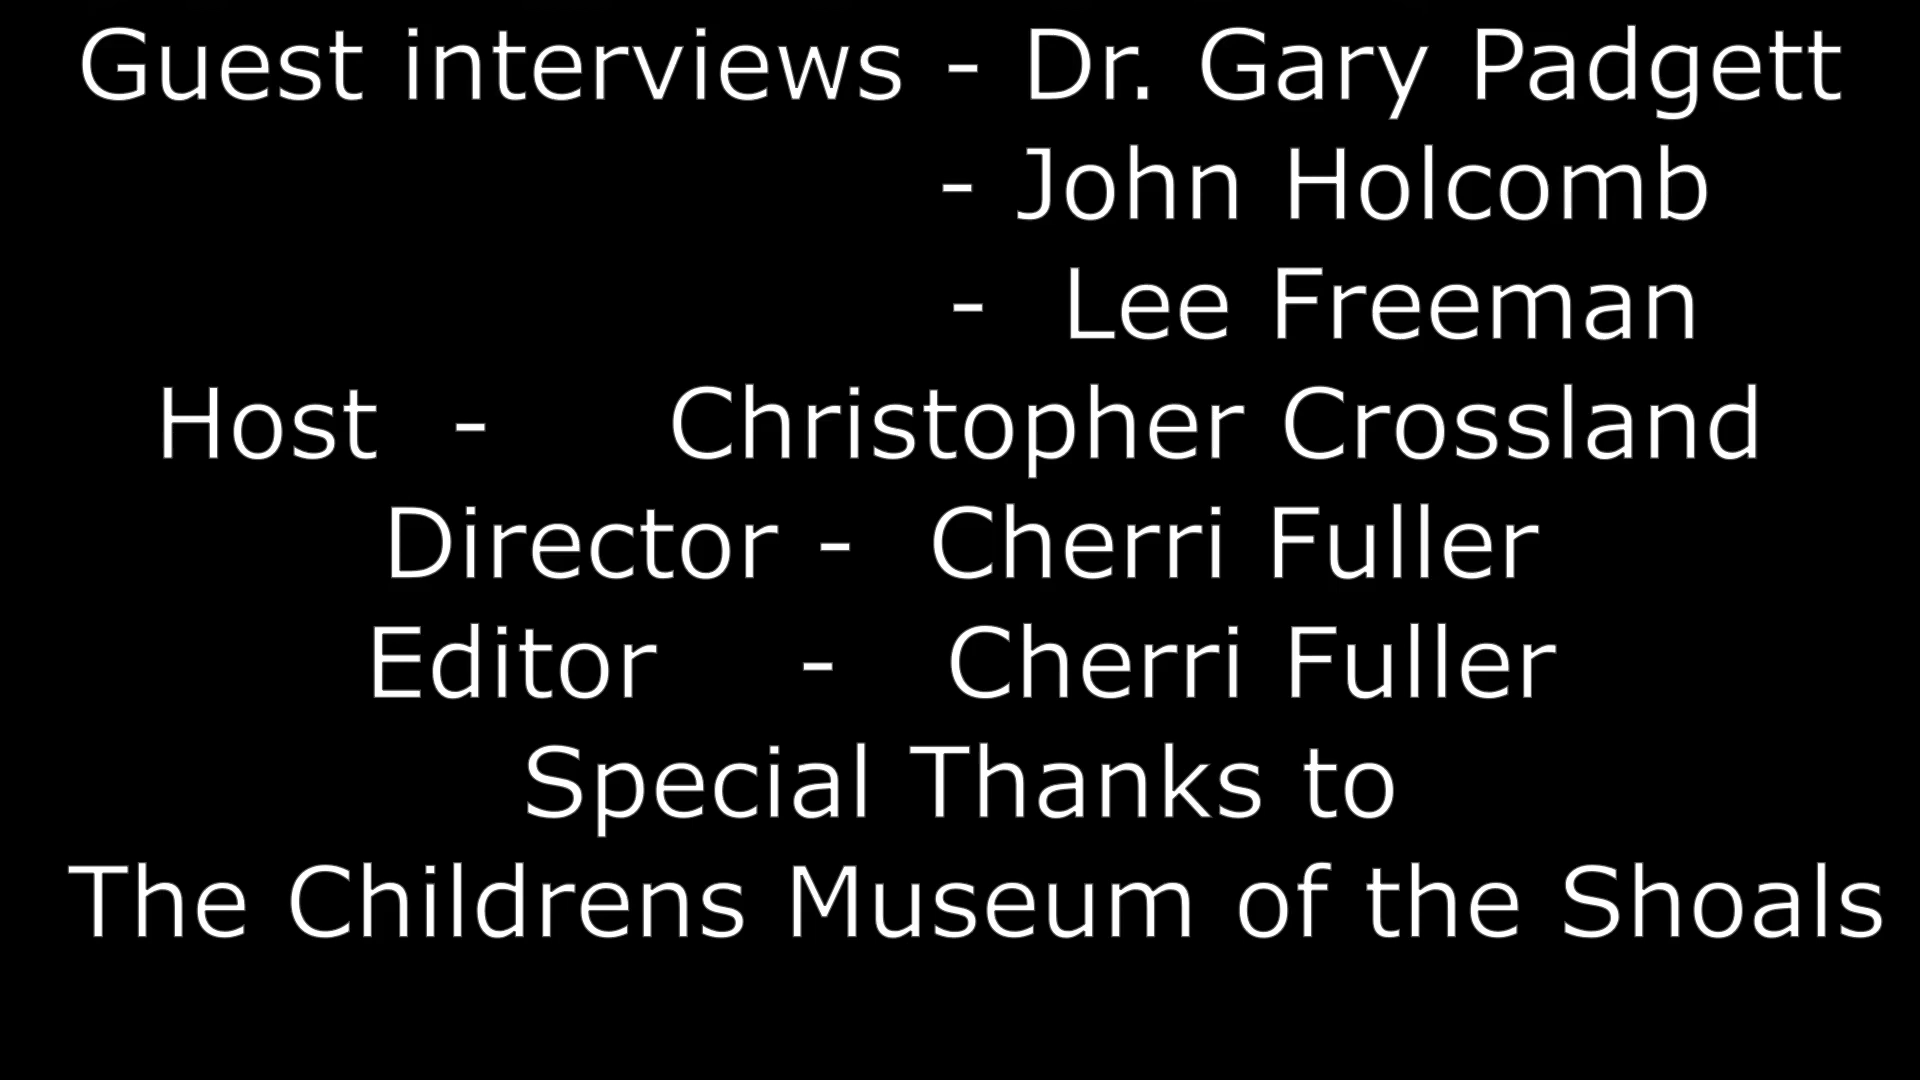 Guest interviews - Dr. Gary Padgett
- John Holcomb
- Lee Freeman
Host - Christopher Crossland
Director - Cherri Fuller
Editor - Cherri Fuller
Special Thanks to
The Childrens Museum of the Shoals